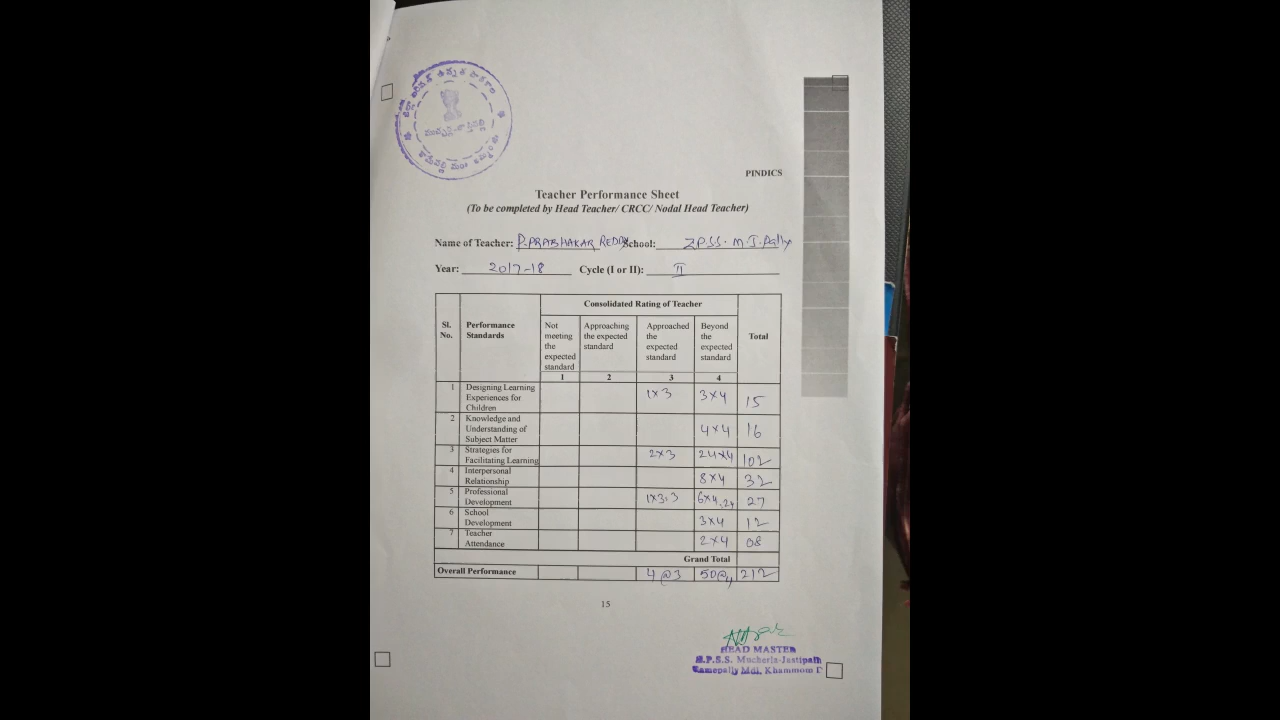 PINDICS
Teacher Performance Sheet
(To be completed by Head Teacher/ CRCC/ Nodal Head Teacher)
Name of Teacher: P.PRABHAKAR REDDY School: ZPSS. M.J.Pally
Year: 2017-18 Cycle (I or II): II
Sl. No. Performance Standards Consolidated Rating of Teacher Total
Not meeting the expected standard Approaching the expected standard Approached the expected standard Beyond the expected standard
1 2 3 4
1 Designing Learning Experiences for Children 1x3 3x4 15
2 Knowledge and Understanding of Subject Matter 4x4 16
3 Strategies for Facilitating Learning 2x3 24x4 102
4 Interpersonal Relationship 8x4 32
5 Professional Development 1x3=3 6x4=24 27
6 School Development 3x4 12
7 Teacher Attendance 2x4 08
Grand Total
Overall Performance 4@3 50@4 212
15
HEAD MASTER
Z.P.S.S. Mucherla-Jastipally
Kamepally Mdl, Khammam D